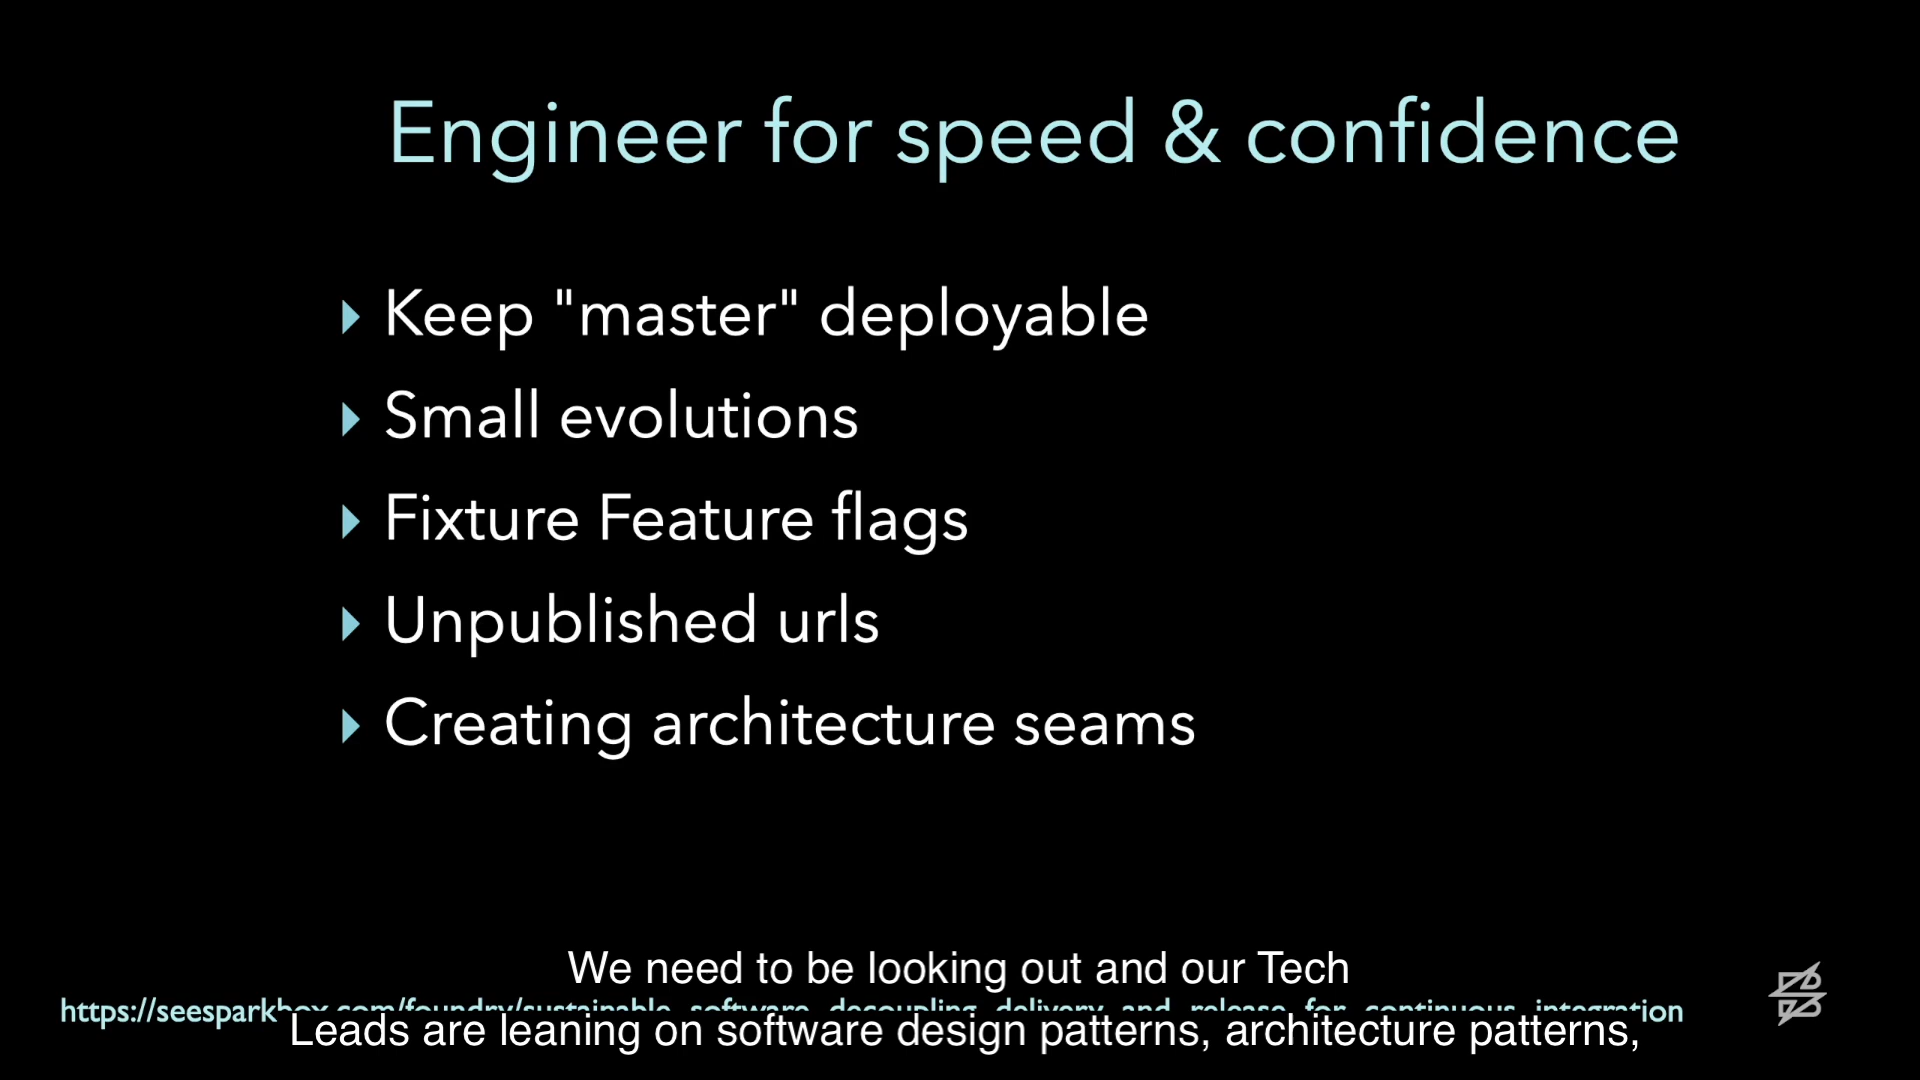 Engineer for speed & confidence
Keep "master" deployable
Small evolutions
Fixture Feature flags
Unpublished urls
Creating architecture seams
We need to be looking out and our Tech
https://seesparkbox.com/foundry/sustainable_software_decoupling_delivery_and_release_for_continuous_integration
Leads are leaning on software design patterns, architecture patterns,